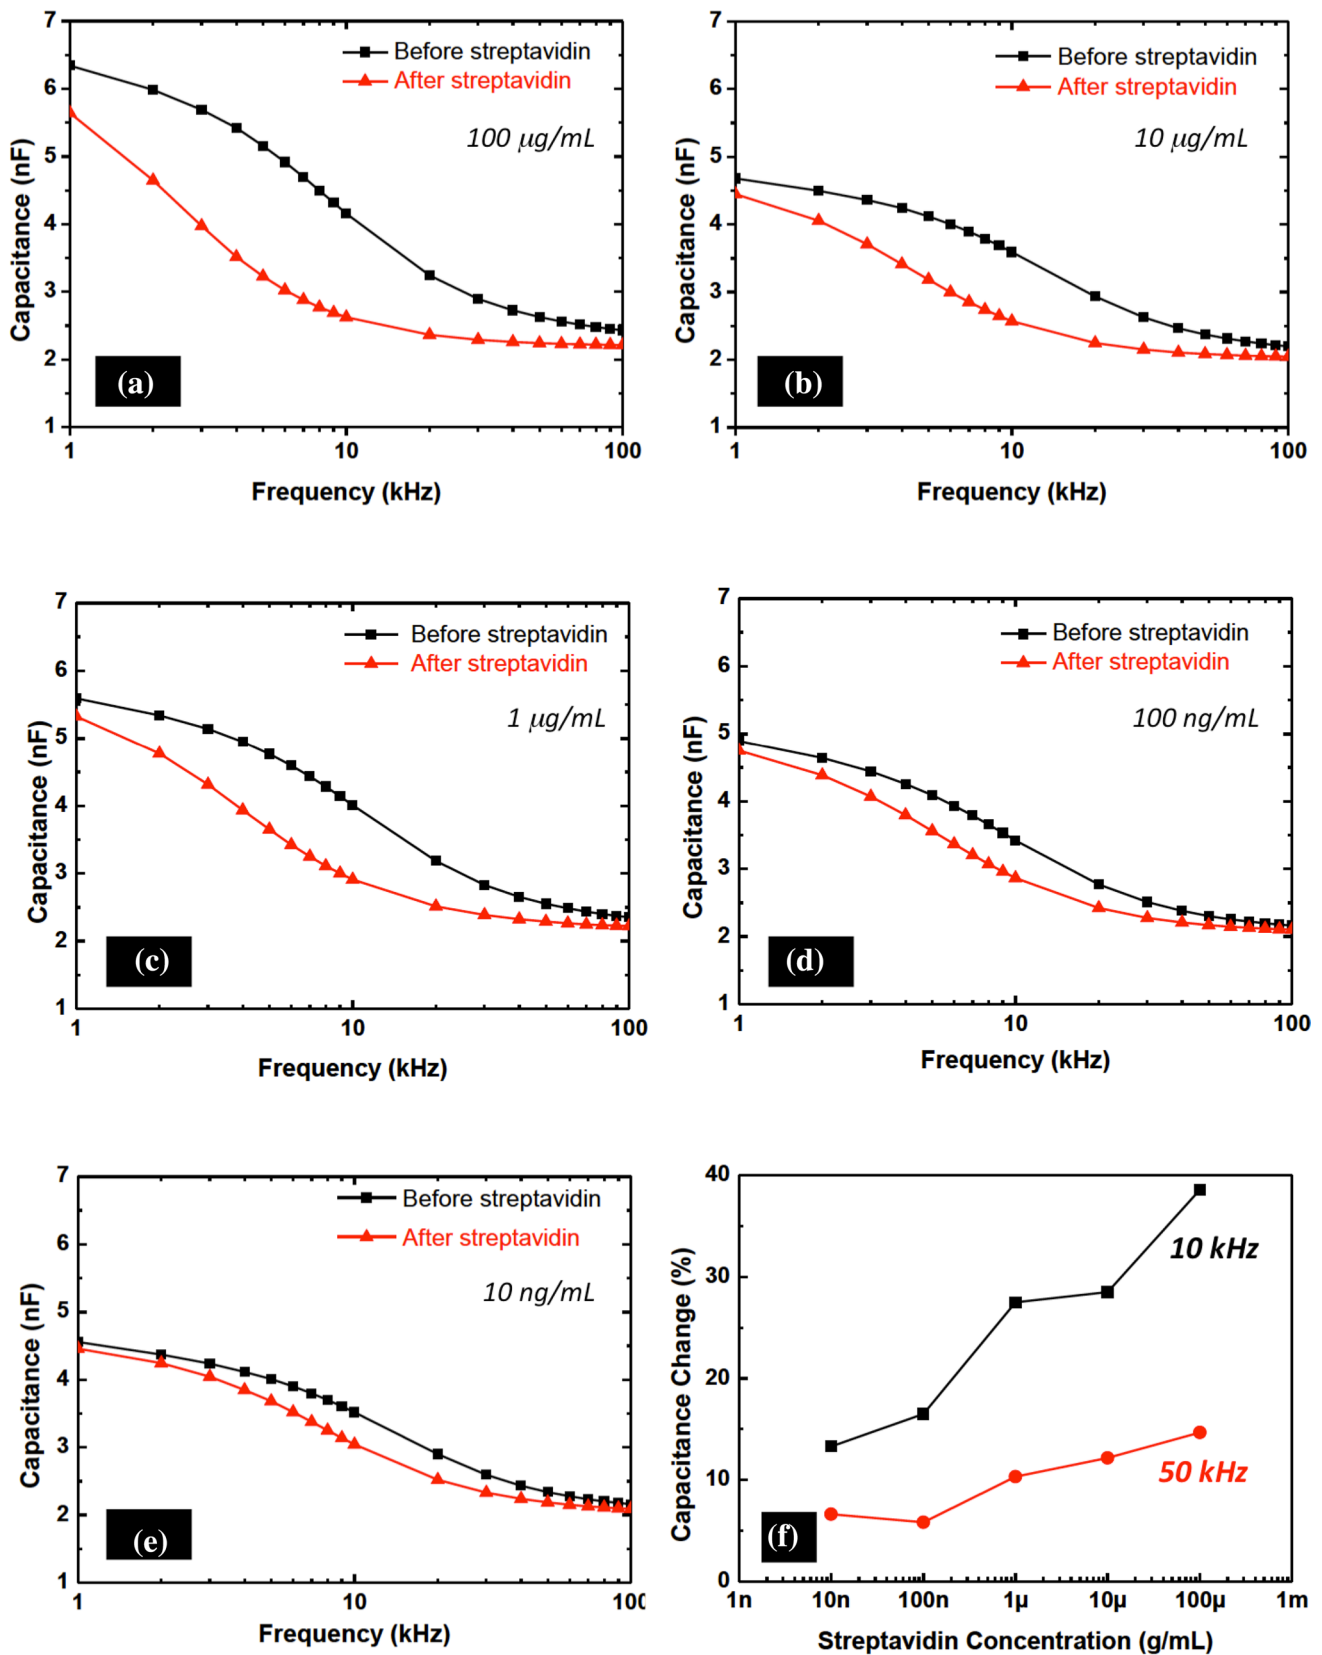 7
6
5
4
3
2
1
Capacitance (nF)
Before streptavidin
After streptavidin
100 μg/mL
(a)
1 10 100
Frequency (kHz)
7
6
5
4
3
2
1
Capacitance (nF)
Before streptavidin
After streptavidin
10 μg/mL
(b)
1 10 100
Frequency (kHz)
7
6
5
4
3
2
1
Capacitance (nF)
Before streptavidin
After streptavidin
1 μg/mL
(c)
1 10 100
Frequency (kHz)
7
6
5
4
3
2
1
Capacitance (nF)
Before streptavidin
After streptavidin
100 ng/mL
(d)
1 10 100
Frequency (kHz)
7
6
5
4
3
2
1
Capacitance (nF)
Before streptavidin
After streptavidin
10 ng/mL
(e)
1 10 100
Frequency (kHz)
40
30
20
10
0
Capacitance Change (%)
10 kHz
50 kHz
(f)
1n 10n 100n 1μ 10μ 100μ 1m
Streptavidin Concentration (g/mL)